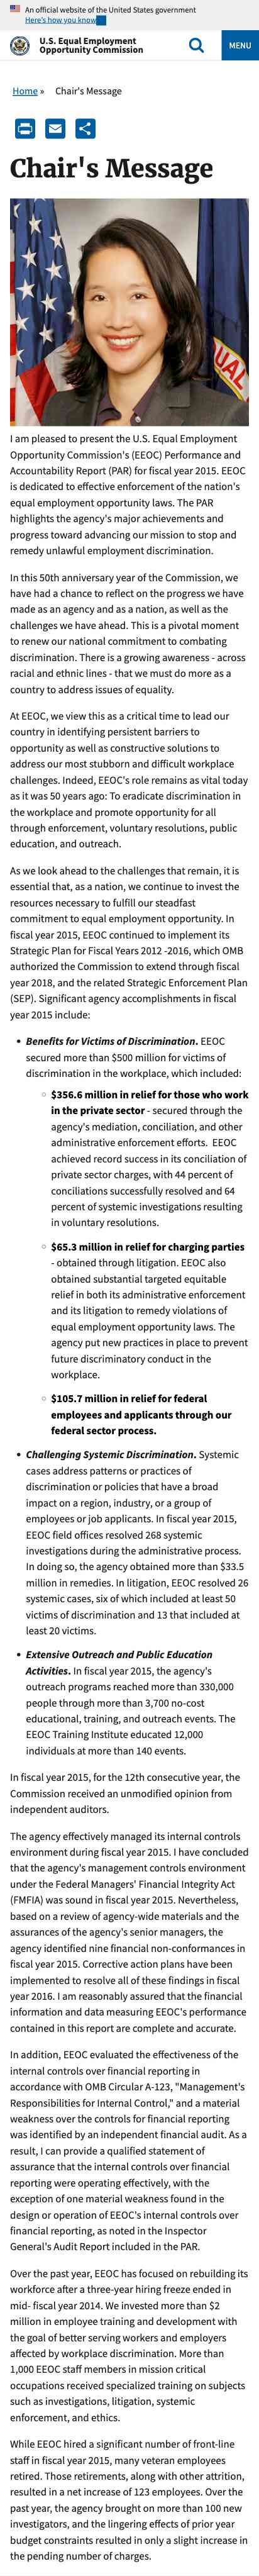 An official website of the United States government
Here's how you know
U.S. Equal Employment
Opportunity Commission
MENU
Home » Chair's Message
Chair's Message
UAL
I am pleased to present the U.S. Equal Employment
Opportunity Commission's (EEOC) Performance and
Accountability Report (PAR) for fiscal year 2015. EEOC
is dedicated to effective enforcement of the nation's
equal employment opportunity laws. The PAR
highlights the agency's major achievements and
progress toward advancing our mission to stop and
remedy unlawful employment discrimination.
In this 50th anniversary year of the Commission, we
have had a chance to reflect on the progress we have
made as an agency and as a nation, as well as the
challenges we have ahead. This is a pivotal moment
to renew our national commitment to combating
discrimination. There is a growing awareness - across
racial and ethnic lines - that we must do more as a
country to address issues of equality.
At EEOC, we view this as a critical time to lead our
country in identifying persistent barriers to
opportunity as well as constructive solutions to
address our most stubborn and difficult workplace
challenges. Indeed, EEOC's role remains as vital today
as it was 50 years ago: To eradicate discrimination in
the workplace and promote opportunity for all
through enforcement, voluntary resolutions, public
education, and outreach.
As we look ahead to the challenges that remain, it is
essential that, as a nation, we continue to invest the
resources necessary to fulfill our steadfast
commitment to equal employment opportunity. In
fiscal year 2015, EEOC continued to implement its
Strategic Plan for Fiscal Years 2012 -2016, which OMB
authorized the Commission to extend through fiscal
year 2018, and the related Strategic Enforcement Plan
(SEP). Significant agency accomplishments in fiscal
year 2015 include:
• Benefits for Victims of Discrimination. EEOC
secured more than $500 million for victims of
discrimination in the workplace, which included:
○ $356.6 million in relief for those who work
in the private sector - secured through the
agency's mediation, conciliation, and other
administrative enforcement efforts. EEOC
achieved record success in its conciliation of
private sector charges, with 44 percent of
conciliations successfully resolved and 64
percent of systemic investigations resulting
in voluntary resolutions.
○ $65.3 million in relief for charging parties
- obtained through litigation. EEOC also
obtained substantial targeted equitable
relief in both its administrative enforcement
and its litigation to remedy violations of
equal employment opportunity laws. The
agency put new practices in place to prevent
future discriminatory conduct in the
workplace.
○ $105.7 million in relief for federal
employees and applicants through our
federal sector process.
• Challenging Systemic Discrimination. Systemic
cases address patterns or practices of
discrimination or policies that have a broad
impact on a region, industry, or a group of
employees or job applicants. In fiscal year 2015,
EEOC field offices resolved 268 systemic
investigations during the administrative process.
In doing so, the agency obtained more than $33.5
million in remedies. In litigation, EEOC resolved 26
systemic cases, six of which included at least 50
victims of discrimination and 13 that included at
least 20 victims.
• Extensive Outreach and Public Education
Activities. In fiscal year 2015, the agency's
outreach programs reached more than 330,000
people through more than 3,700 no-cost
educational, training, and outreach events. The
EEOC Training Institute educated 12,000
individuals at more than 140 events.
In fiscal year 2015, for the 12th consecutive year, the
Commission received an unmodified opinion from
independent auditors.
The agency effectively managed its internal controls
environment during fiscal year 2015. I have concluded
that the agency's management controls environment
under the Federal Managers' Financial Integrity Act
(FMFIA) was sound in fiscal year 2015. Nevertheless,
based on a review of agency-wide materials and the
assurances of the agency's senior managers, the
agency identified nine financial non-conformances in
fiscal year 2015. Corrective action plans have been
implemented to resolve all of these findings in fiscal
year 2016. I am reasonably assured that the financial
information and data measuring EEOC's performance
contained in this report are complete and accurate.
In addition, EEOC evaluated the effectiveness of the
internal controls over financial reporting in
accordance with OMB Circular A-123, "Management's
Responsibilities for Internal Control," and a material
weakness over the controls for financial reporting
was identified by an independent financial audit. As a
result, I can provide a qualified statement of
assurance that the internal controls over financial
reporting were operating effectively, with the
exception of one material weakness found in the
design or operation of EEOC's internal controls over
financial reporting, as noted in the Inspector
General's Audit Report included in the PAR.
Over the past year, EEOC has focused on rebuilding its
workforce after a three-year hiring freeze ended in
mid- fiscal year 2014. We invested more than $2
million in employee training and development with
the goal of better serving workers and employers
affected by workplace discrimination. More than
1,000 EEOC staff members in mission critical
occupations received specialized training on subjects
such as investigations, litigation, systemic
enforcement, and ethics.
While EEOC hired a significant number of front-line
staff in fiscal year 2015, many veteran employees
retired. Those retirements, along with other attrition,
resulted in a net increase of 123 employees. Over the
past year, the agency brought on more than 100 new
investigators, and the lingering effects of prior year
budget constraints resulted in only a slight increase in
the pending number of charges.